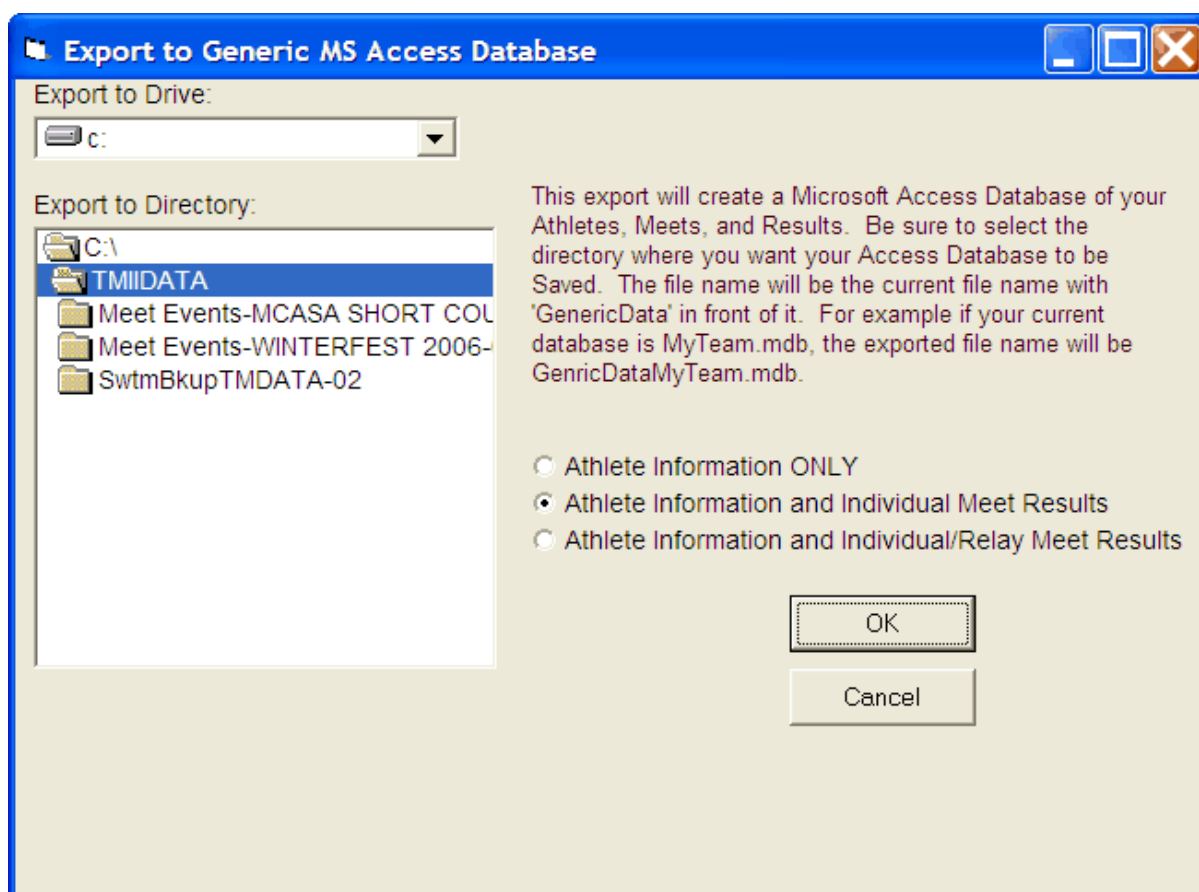 Export to Generic MS Access Database
Export to Drive:
c:
Export to Directory:
C:\
TMIIDATA
Meet Events-MCASA SHORT COU
Meet Events-WINTERFEST 2006-
SwtmBkupTMDATA-02
This export will create a Microsoft Access Database of your
Athletes, Meets, and Results. Be sure to select the
directory where you want your Access Database to be
Saved. The file name will be the current file name with
'GenericData' in front of it. For example if your current
database is MyTeam.mdb, the exported file name will be
GenricDataMyTeam.mdb.
Athlete Information ONLY
Athlete Information and Individual Meet Results
Athlete Information and Individual/Relay Meet Results
OK
Cancel